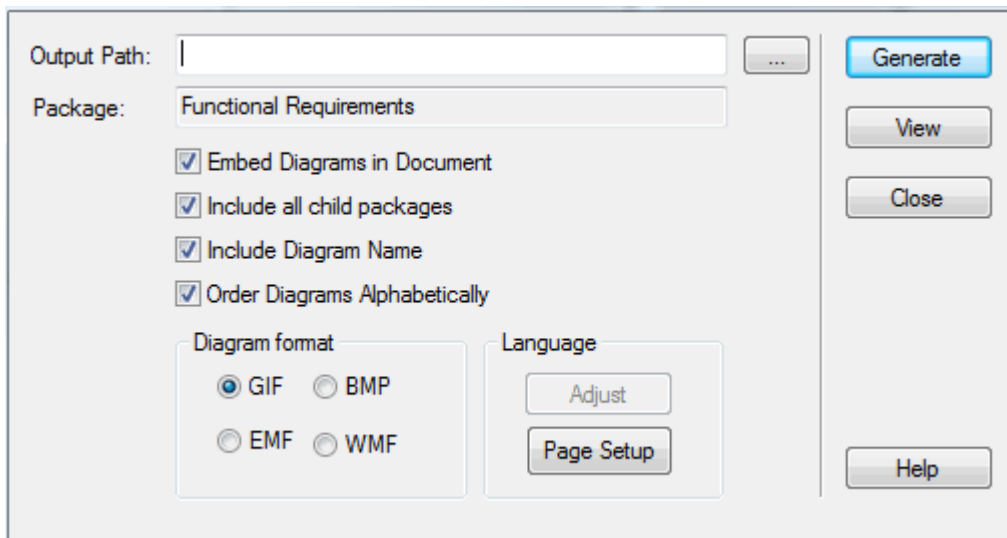 Output Path:
...
Generate
Package:
Functional Requirements
View
Embed Diagrams in Document
Include all child packages
Close
Include Diagram Name
Order Diagrams Alphabetically
Diagram format
Language
GIF
BMP
Adjust
EMF
WMF
Page Setup
Help